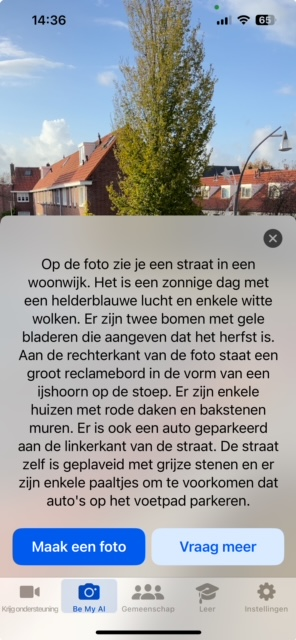 14:36
65
Op de foto zie je een straat in een
woonwijk. Het is een zonnige dag met
een helderblauwe lucht en enkele witte
wolken. Er zijn twee bomen met gele
bladeren die aangeven dat het herfst is.
Aan de rechterkant van de foto staat een
groot reclamebord in de vorm van een
ijshoorn op de stoep. Er zijn enkele
huizen met rode daken en bakstenen
muren. Er is ook een auto geparkeerd
aan de linkerkant van de straat. De straat
zelf is geplaveid met grijze stenen en er
zijn enkele paaltjes om te voorkomen dat
auto's op het voetpad parkeren.
Maak een foto
Vraag meer
Krijg ondersteuning
Be My AI
Gemeenschap
Leer
Instellingen